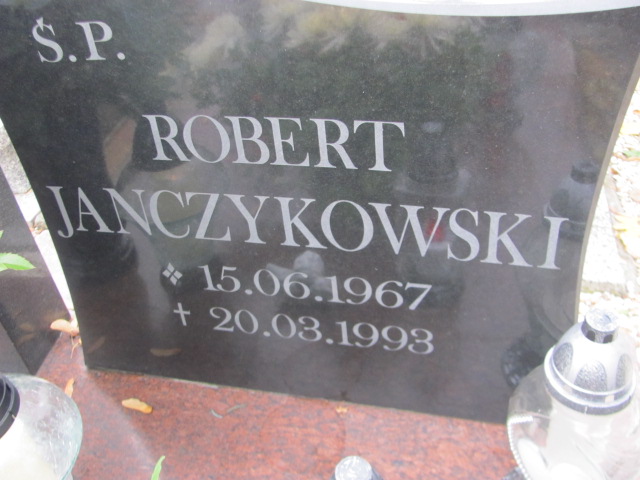 Ś.P.
ROBERT
JANCZYKOWSKI
15.06.1967
✝ 20.03.1993